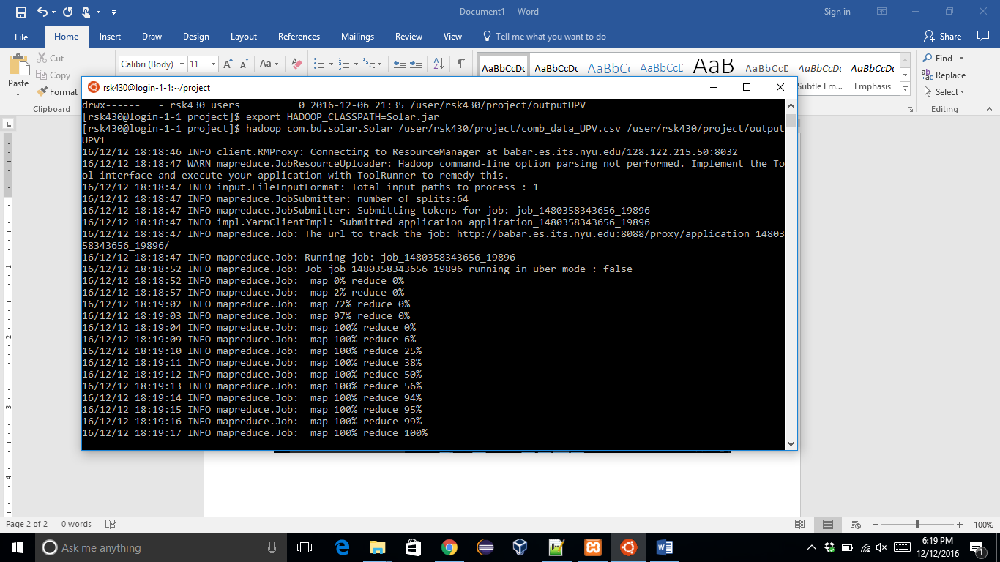 Document1 - Word
Sign in
File
Home
Insert
Draw
Design
Layout
References
Mailings
Review
View
Tell me what you want to do
Share
Paste
Cut
Copy
Format
Clipboard
Calibri (Body)
11
Aa
AaBbCcDc
AaBbCcDc
AaBbCc
AaBbCcD
AaB
AaBbCcD
AaBbCcDc
AaBbCcDc
Subtle Em...
Emphasis
Find
Replace
Select
Editing
rsk430@login-1-1:~/project
drwx------   - rsk430 users          0 2016-12-06 21:35 /user/rsk430/project/outputUPV
[rsk430@login-1-1 project]$ export HADOOP_CLASSPATH=Solar.jar
[rsk430@login-1-1 project]$ hadoop com.bd.solar.Solar /user/rsk430/project/comb_data_UPV.csv /user/rsk430/project/output
UPV1
16/12/12 18:18:46 INFO client.RMProxy: Connecting to ResourceManager at babar.es.its.nyu.edu/128.122.215.50:8032
16/12/12 18:18:47 WARN mapreduce.JobResourceUploader: Hadoop command-line option parsing not performed. Implement the To
ol interface and execute your application with ToolRunner to remedy this.
16/12/12 18:18:47 INFO input.FileInputFormat: Total input paths to process : 1
16/12/12 18:18:47 INFO mapreduce.JobSubmitter: number of splits:64
16/12/12 18:18:47 INFO mapreduce.JobSubmitter: Submitting tokens for job: job_1480358343656_19896
16/12/12 18:18:47 INFO impl.YarnClientImpl: Submitted application application_1480358343656_19896
16/12/12 18:18:47 INFO mapreduce.Job: The url to track the job: http://babar.es.its.nyu.edu:8088/proxy/application_14803
58343656_19896/
16/12/12 18:18:47 INFO mapreduce.Job: Running job: job_1480358343656_19896
16/12/12 18:18:52 INFO mapreduce.Job: Job job_1480358343656_19896 running in uber mode : false
16/12/12 18:18:52 INFO mapreduce.Job:  map 0% reduce 0%
16/12/12 18:18:57 INFO mapreduce.Job:  map 2% reduce 0%
16/12/12 18:19:02 INFO mapreduce.Job:  map 72% reduce 0%
16/12/12 18:19:03 INFO mapreduce.Job:  map 97% reduce 0%
16/12/12 18:19:04 INFO mapreduce.Job:  map 100% reduce 0%
16/12/12 18:19:09 INFO mapreduce.Job:  map 100% reduce 6%
16/12/12 18:19:10 INFO mapreduce.Job:  map 100% reduce 25%
16/12/12 18:19:11 INFO mapreduce.Job:  map 100% reduce 38%
16/12/12 18:19:12 INFO mapreduce.Job:  map 100% reduce 50%
16/12/12 18:19:13 INFO mapreduce.Job:  map 100% reduce 56%
16/12/12 18:19:14 INFO mapreduce.Job:  map 100% reduce 94%
16/12/12 18:19:15 INFO mapreduce.Job:  map 100% reduce 95%
16/12/12 18:19:16 INFO mapreduce.Job:  map 100% reduce 99%
16/12/12 18:19:17 INFO mapreduce.Job:  map 100% reduce 100%
1
2
3
4
Page 2 of 2
0 words
100%
Ask me anything
6:19 PM
12/12/2016
1